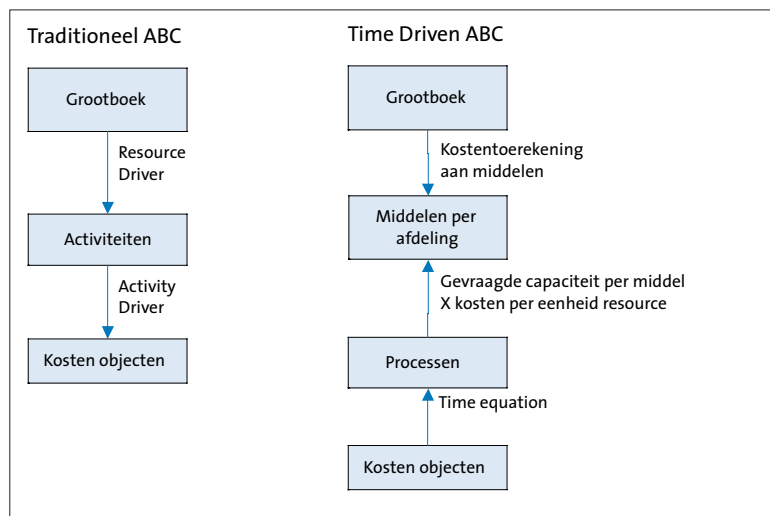 Traditioneel ABC
Grootboek
Resource
Driver
Activiteiten
Activity
Driver
Kosten objecten
Time Driven ABC
Grootboek
Kostentoerekening
aan middelen
Middelen per
afdeling
Gevraagde capaciteit per middel
X kosten per eenheid resource
Processen
Time equation
Kosten objecten